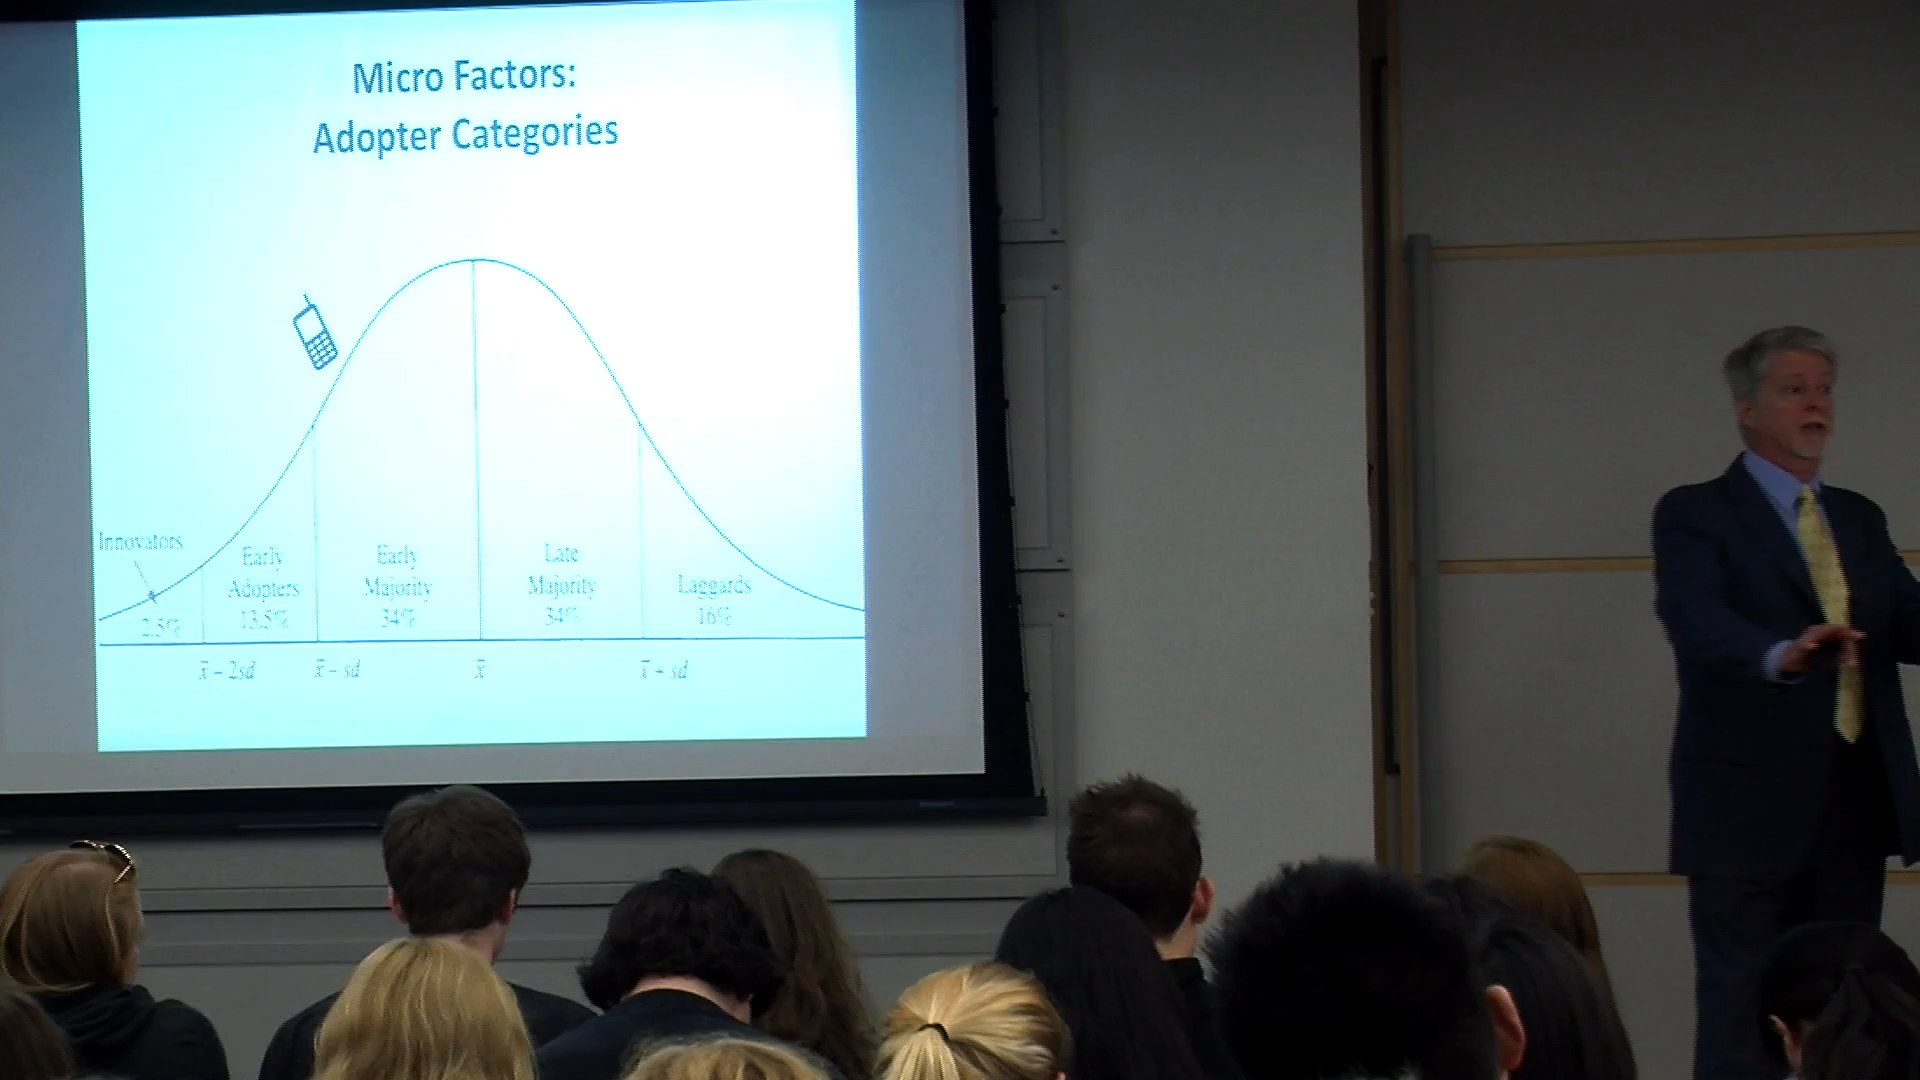 Micro Factors:
Adopter Categories
Innovators
2.5%
Early
Adopters
13.5%
Early
Majority
34%
Late
Majority
34%
Laggards
16%
x̄ – 2sd
x̄ – sd
x̄
x̄ + sd